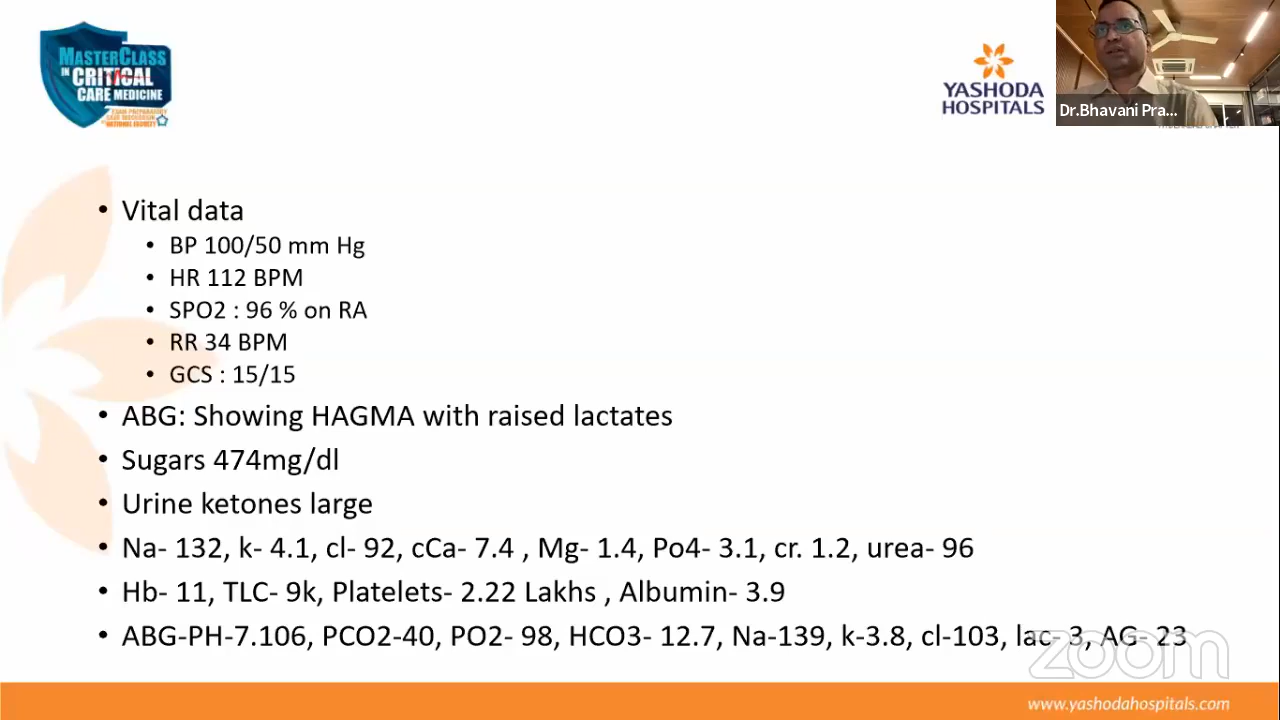 MASTERCLASS
IN CRITICAL
CARE MEDICINE
YASHODA
HOSPITALS
Dr.Bhavani Pra...
• Vital data
• BP 100/50 mm Hg
• HR 112 BPM
• SPO2 : 96 % on RA
• RR 34 BPM
• GCS : 15/15
• ABG: Showing HAGMA with raised lactates
• Sugars 474mg/dl
• Urine ketones large
• Na- 132, k- 4.1, cl- 92, cCa- 7.4 , Mg- 1.4, Po4- 3.1, cr. 1.2, urea- 96
• Hb- 11, TLC- 9k, Platelets- 2.22 Lakhs , Albumin- 3.9
• ABG-PH-7.106, PCO2-40, PO2- 98, HCO3- 12.7, Na-139, k-3.8, cl-103, lac- 3, AG- 23
zoom
www.yashodahospitals.com